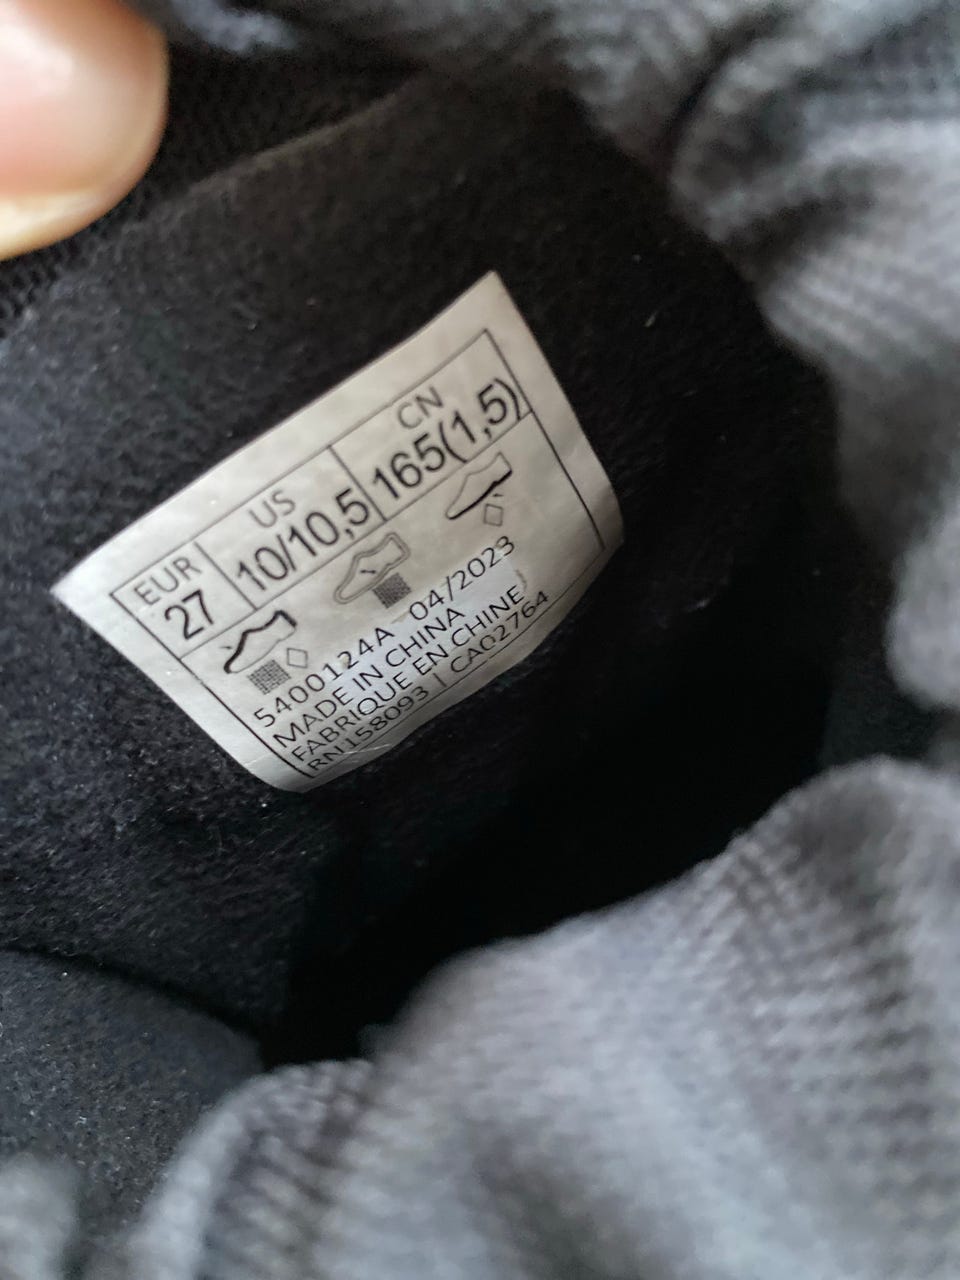 EUR US CN
27 10/10,5 165(1,5)
5400124A 04/2023
MADE IN CHINA
FABRIQUE EN CHINE
RN158093 | CA02764